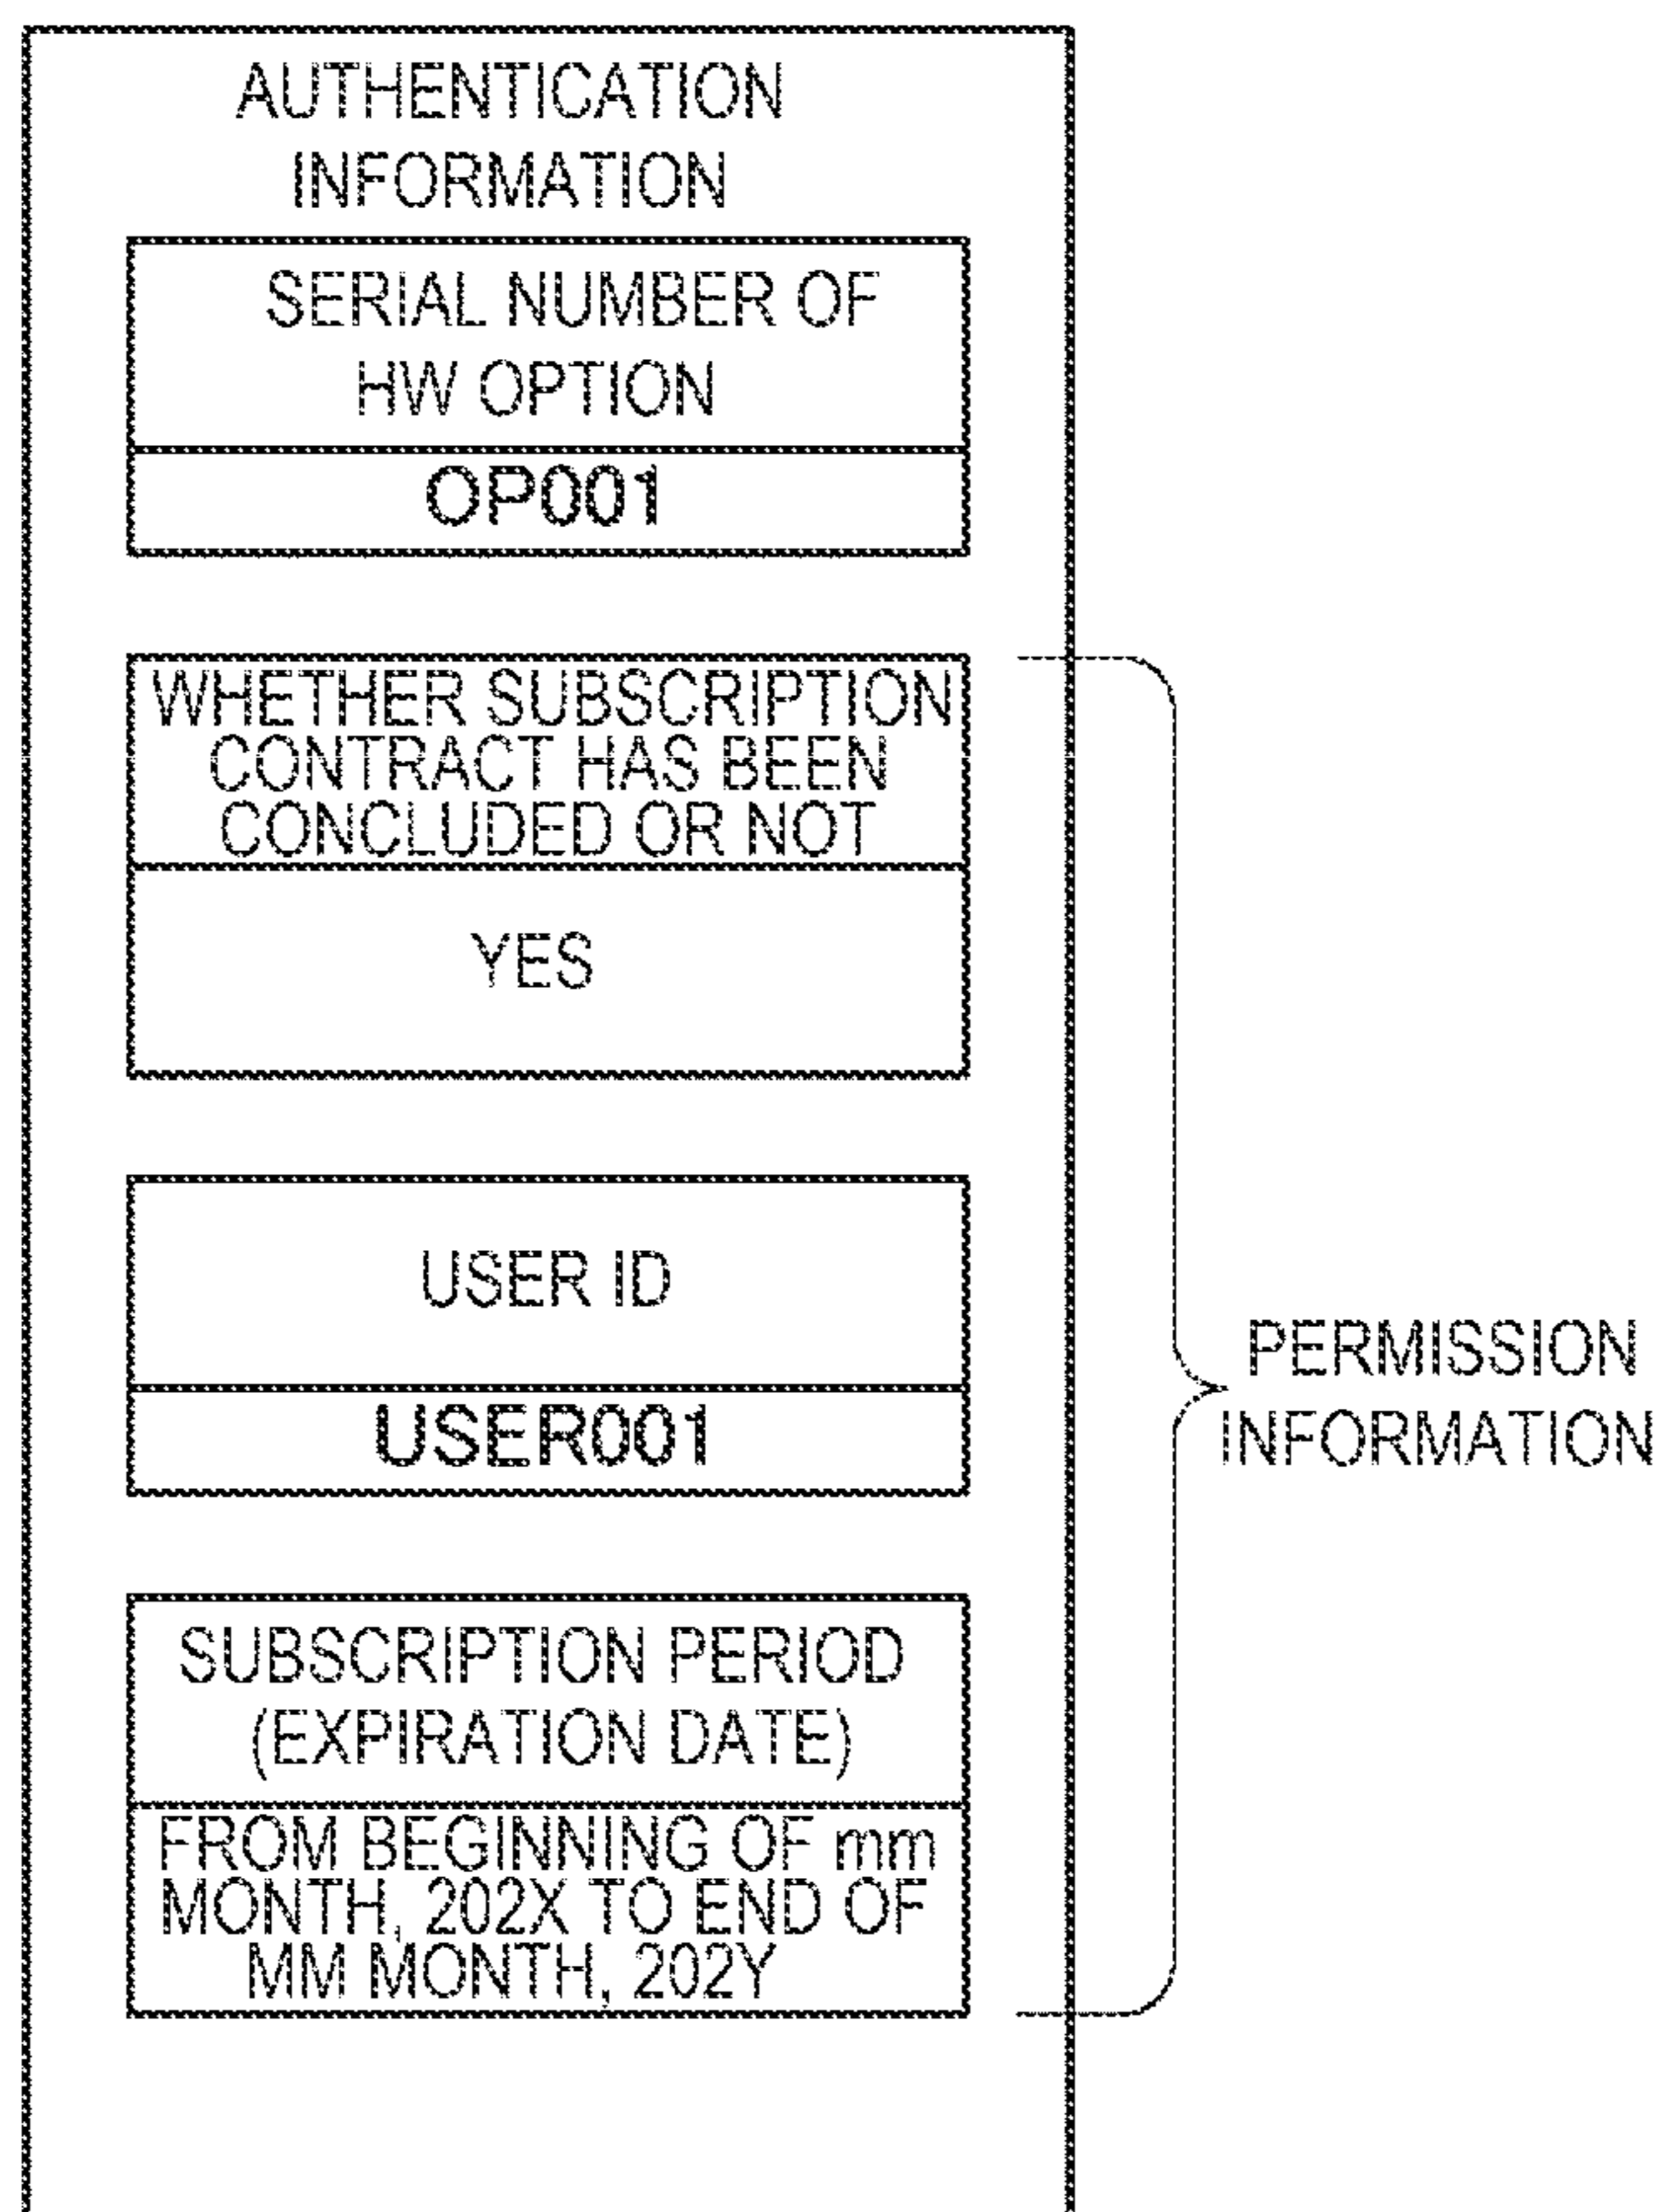 AUTHENTICATION
INFORMATION
SERIAL NUMBER OF
HW OPTION
OP001
WHETHER SUBSCRIPTION
CONTRACT HAS BEEN
CONCLUDED OR NOT
YES
USER ID
USER001
SUBSCRIPTION PERIOD
(EXPIRATION DATE)
FROM BEGINNING OF mm
MONTH, 202X TO END OF
MM MONTH, 202Y
PERMISSION
INFORMATION